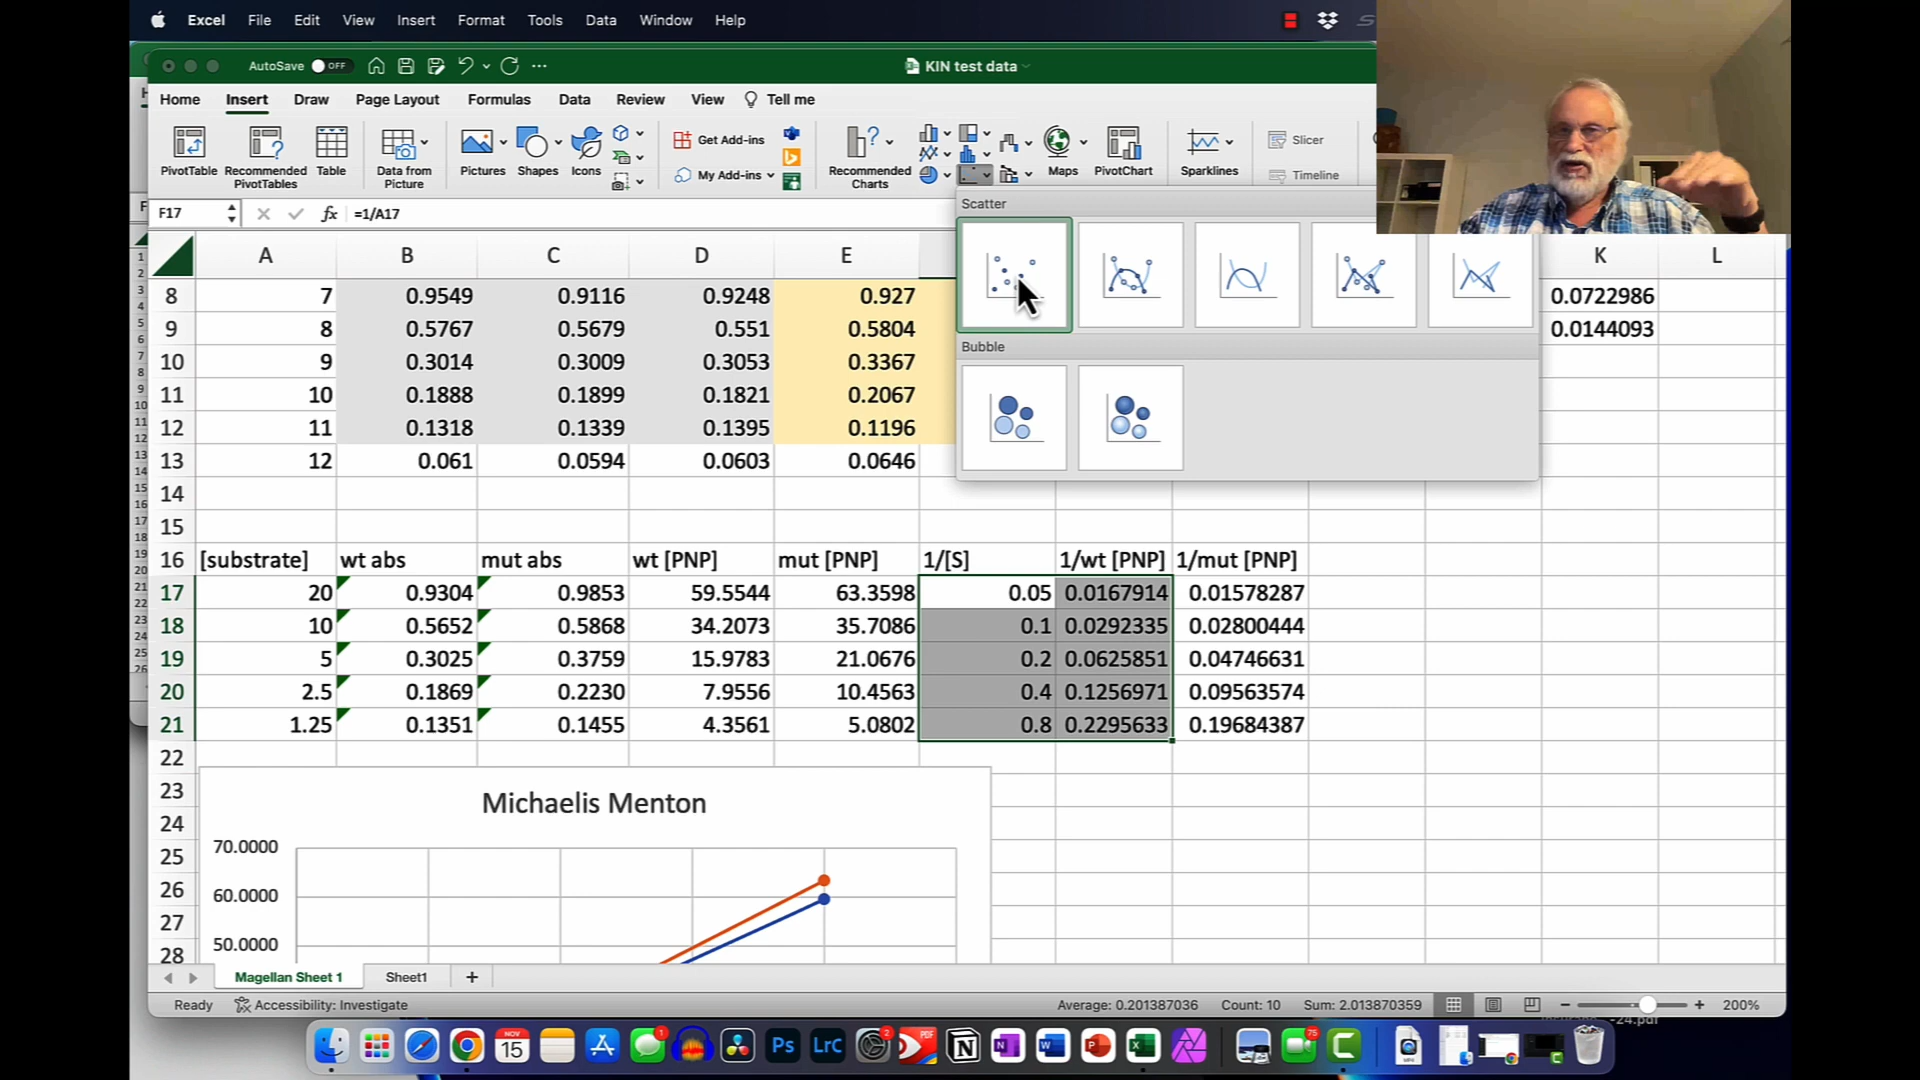 Excel File Edit View Insert Format Tools Data Window Help
AutoSave OFF KIN test data
Home Insert Draw Page Layout Formulas Data Review View Tell me
PivotTable
Recommended
PivotTables
Table
Data from
Picture
Pictures Shapes Icons
Get Add-ins
My Add-ins
Recommended
Charts
Maps PivotChart Sparklines
Slicer
Timeline
F17 fx =1/A17
Scatter
Bubble
A B C D E K L
8 7 0.9549 0.9116 0.9248 0.927 0.0722986
9 8 0.5767 0.5679 0.551 0.5804 0.0144093
10 9 0.3014 0.3009 0.3053 0.3367
11 10 0.1888 0.1899 0.1821 0.2067
12 11 0.1318 0.1339 0.1395 0.1196
13 12 0.061 0.0594 0.0603 0.0646
14
15
16 [substrate] wt abs mut abs wt [PNP] mut [PNP] 1/[S] 1/wt [PNP] 1/mut [PNP]
17 20 0.9304 0.9853 59.5544 63.3598 0.05 0.0167914 0.01578287
18 10 0.5652 0.5868 34.2073 35.7086 0.1 0.0292335 0.02800444
19 5 0.3025 0.3759 15.9783 21.0676 0.2 0.0625851 0.04746631
20 2.5 0.1869 0.2230 7.9556 10.4563 0.4 0.1256971 0.09563574
21 1.25 0.1351 0.1455 4.3561 5.0802 0.8 0.2295633 0.19684387
22
23
24
25
26
27
28
Michaelis Menton
70.0000
60.0000
50.0000
Magellan Sheet 1 Sheet1 +
Ready Accessibility: Investigate Average: 0.201387036 Count: 10 Sum: 2.013870359 200%
-24.pdf
NOV
15
1
Ps
LrC
2
PDF
75